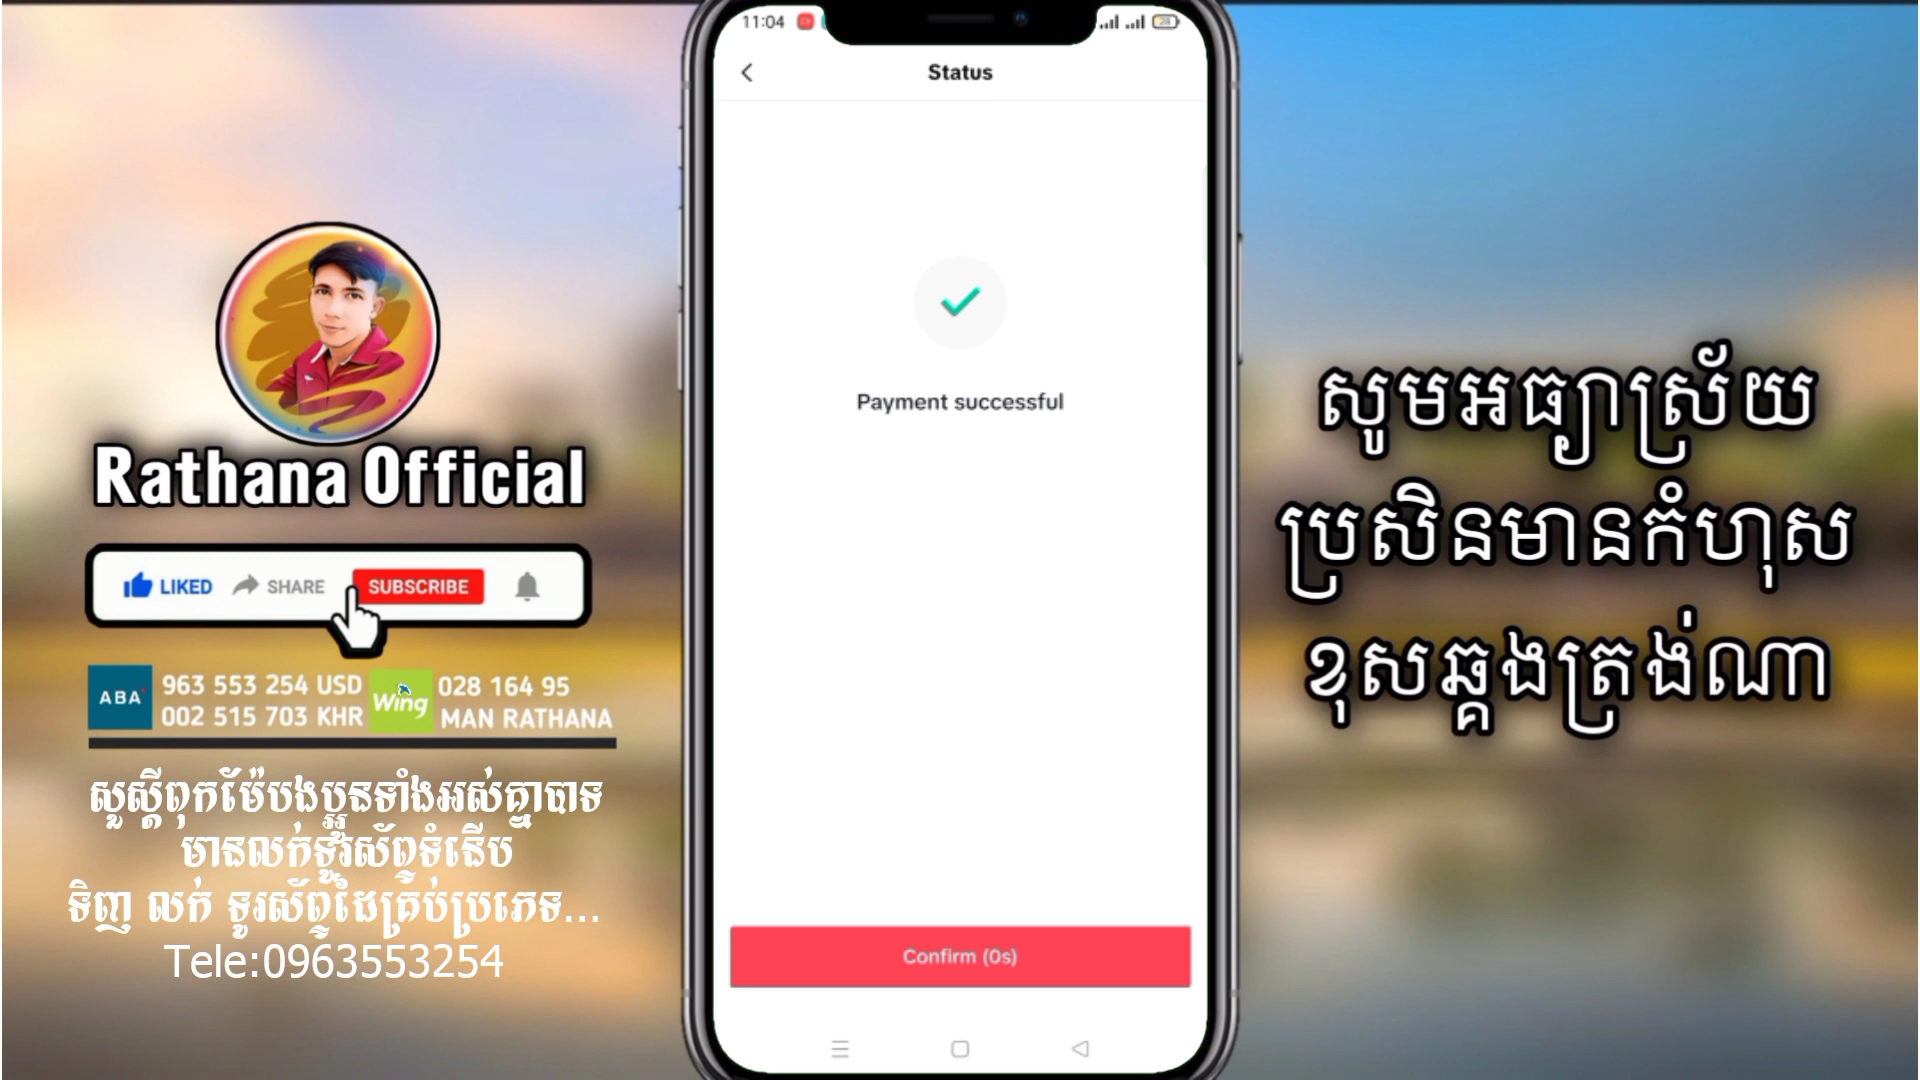 11:04
28
Status
Payment successful
Confirm (0s)
Rathana Official
LIKED SHARE SUBSCRIBE
ABA 963 553 254 USD
002 515 703 KHR
Wing 028 164 95
MAN RATHANA
សួស្ដីពុកម៉ែបងប្អូនទាំងអស់គ្នាបាទ
មានលក់ទូរស័ព្ទទំនើប
ទិញ លក់ ទូរស័ព្ទដៃគ្រប់ប្រភេទ...
Tele:0963553254
សូមអធ្យាស្រ័យ
ប្រសិនមានកំហុស
ខុសឆ្គងត្រង់ណា